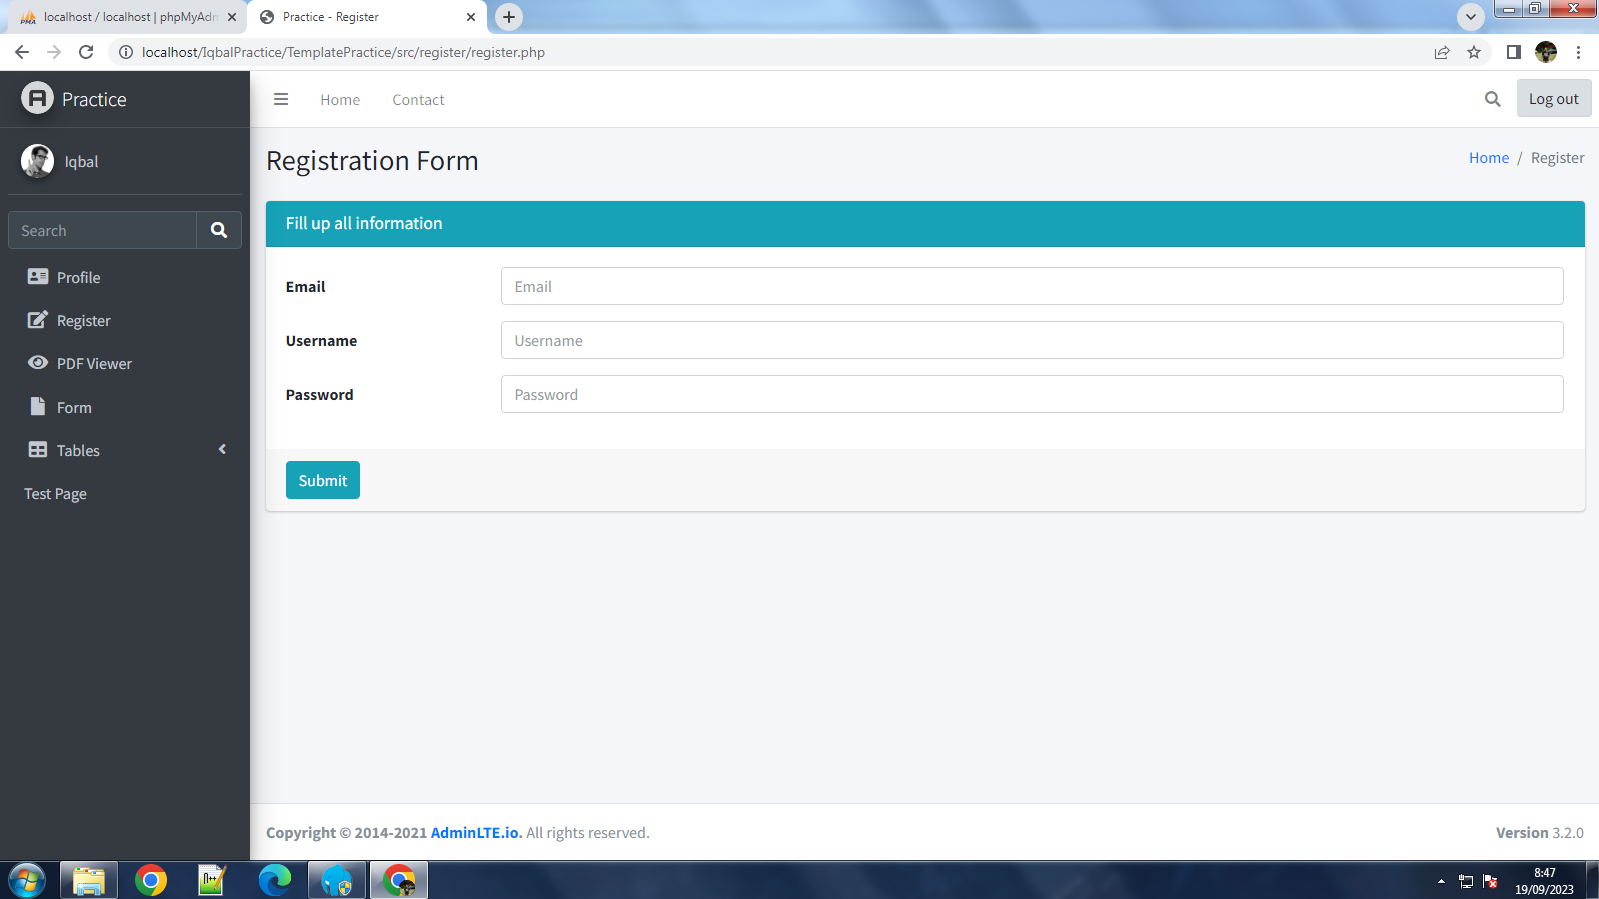 localhost / localhost | phpMyAdm
Practice - Register
localhost/IqbalPractice/TemplatePractice/src/register/register.php
Practice
Home
Contact
Log out
Iqbal
Registration Form
Home / Register
Search
Fill up all information
Profile
Email
Email
Register
Username
Username
PDF Viewer
Password
Password
Form
Tables
Submit
Test Page
Copyright © 2014-2021 AdminLTE.io. All rights reserved.
Version 3.2.0
8:47
19/09/2023